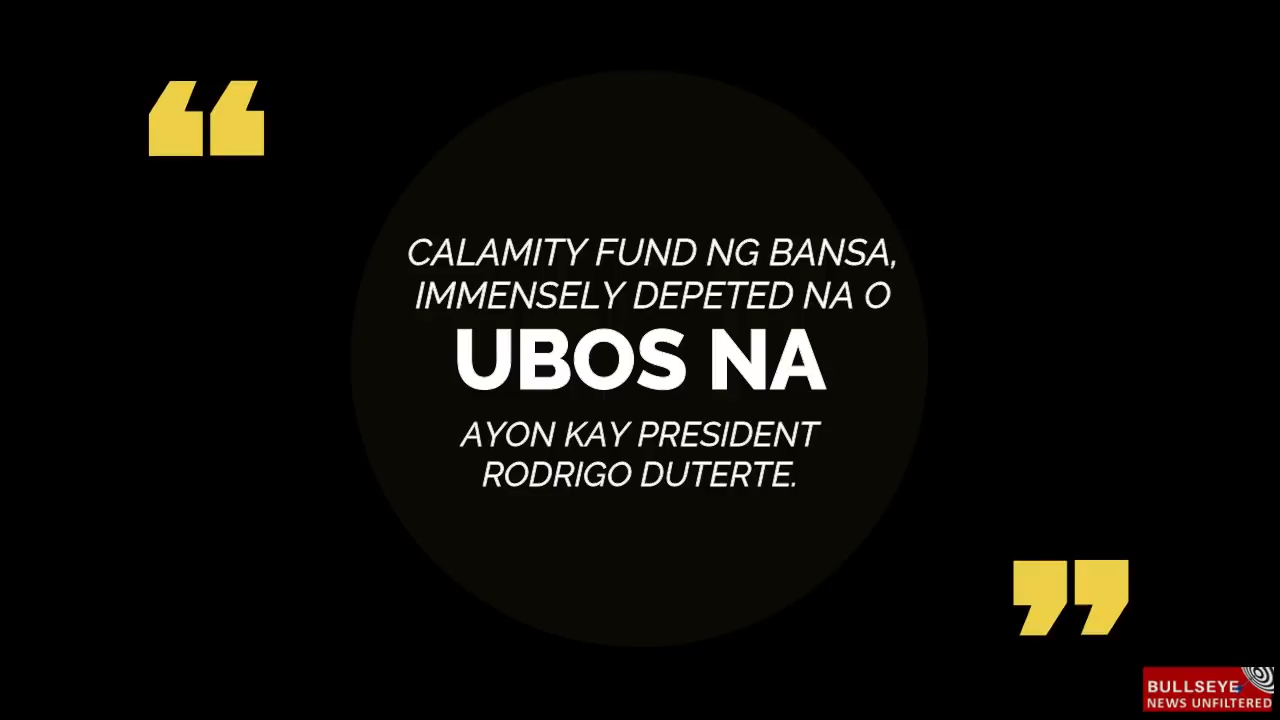 CALAMITY FUND NG BANSA,
IMMENSELY DEPETED NA O
UBOS NA
AYON KAY PRESIDENT
RODRIGO DUTERTE.
BULLSEYE
NEWS UNFILTERED